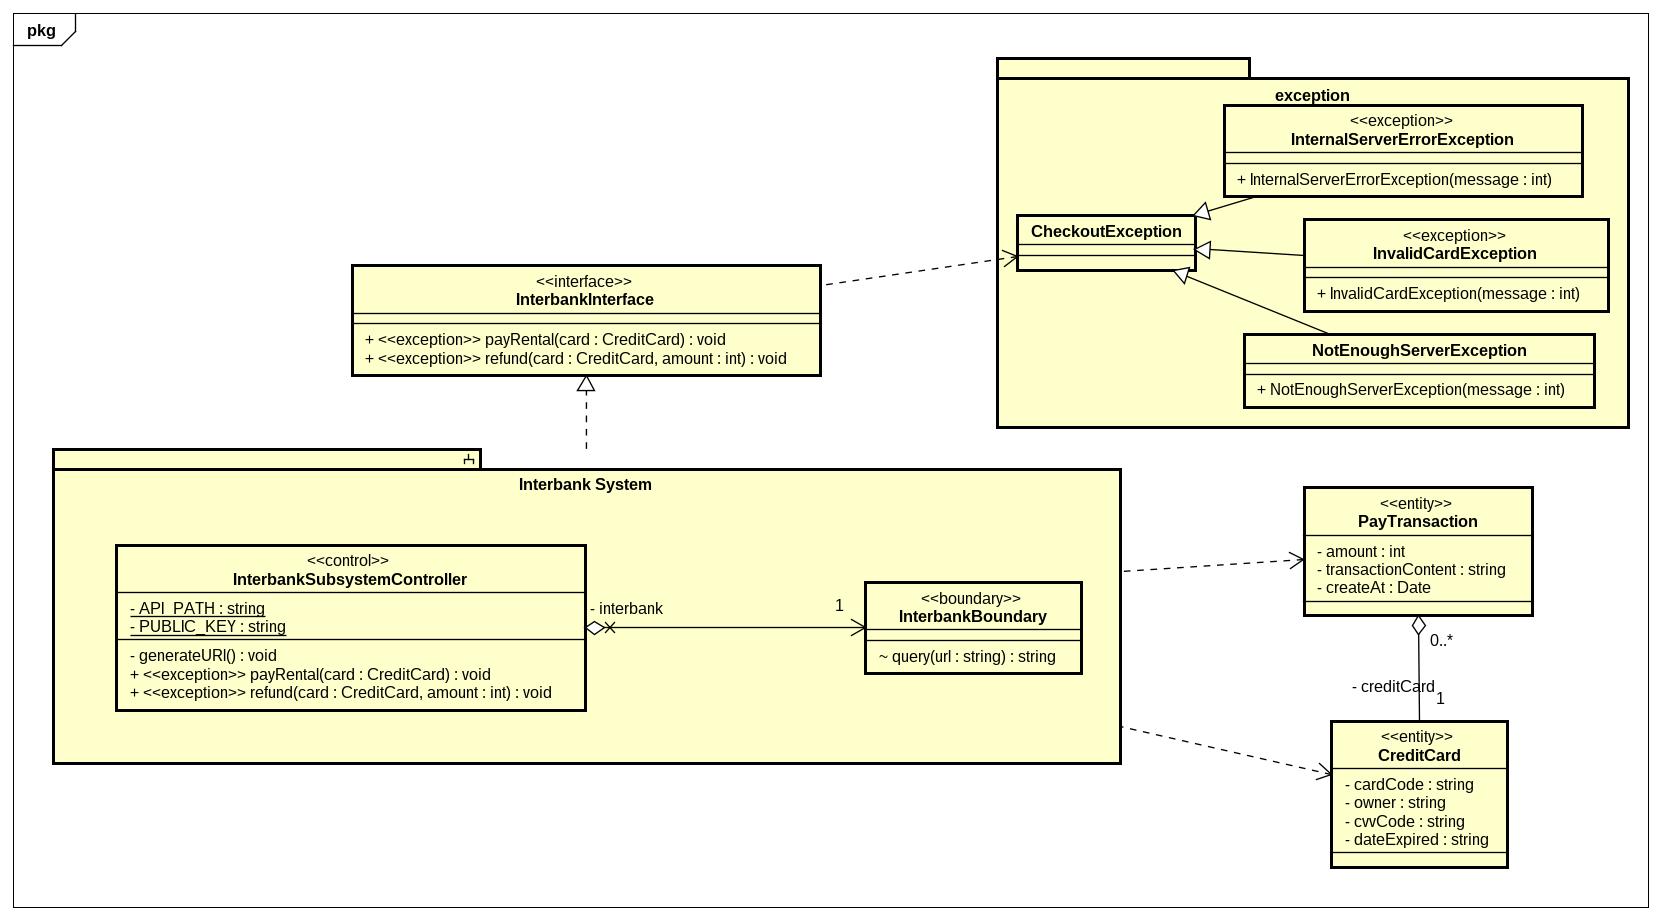 pkg
exception
<<exception>>
InternalServerErrorException
+ InternalServerErrorException(message : int)
CheckoutException
<<exception>>
InvalidCardException
+ InvalidCardException(message : int)
NotEnoughServerException
+ NotEnoughServerException(message : int)
<<interface>>
InterbankInterface
+ <<exception>> payRental(card : CreditCard) : void
+ <<exception>> refund(card : CreditCard, amount : int) : void
Interbank System
<<control>>
InterbankSubsystemController
- API_PATH : string
- PUBLIC_KEY : string
- generateURl() : void
+ <<exception>> payRental(card : CreditCard) : void
+ <<exception>> refund(card : CreditCard, amount : int) : void
- interbank
1
<<boundary>>
InterbankBoundary
~ query(url : string) : string
<<entity>>
PayTransaction
- amount : int
- transactionContent : string
- createAt : Date
0..*
- creditCard
1
<<entity>>
CreditCard
- cardCode : string
- owner : string
- cvvCode : string
- dateExpired : string